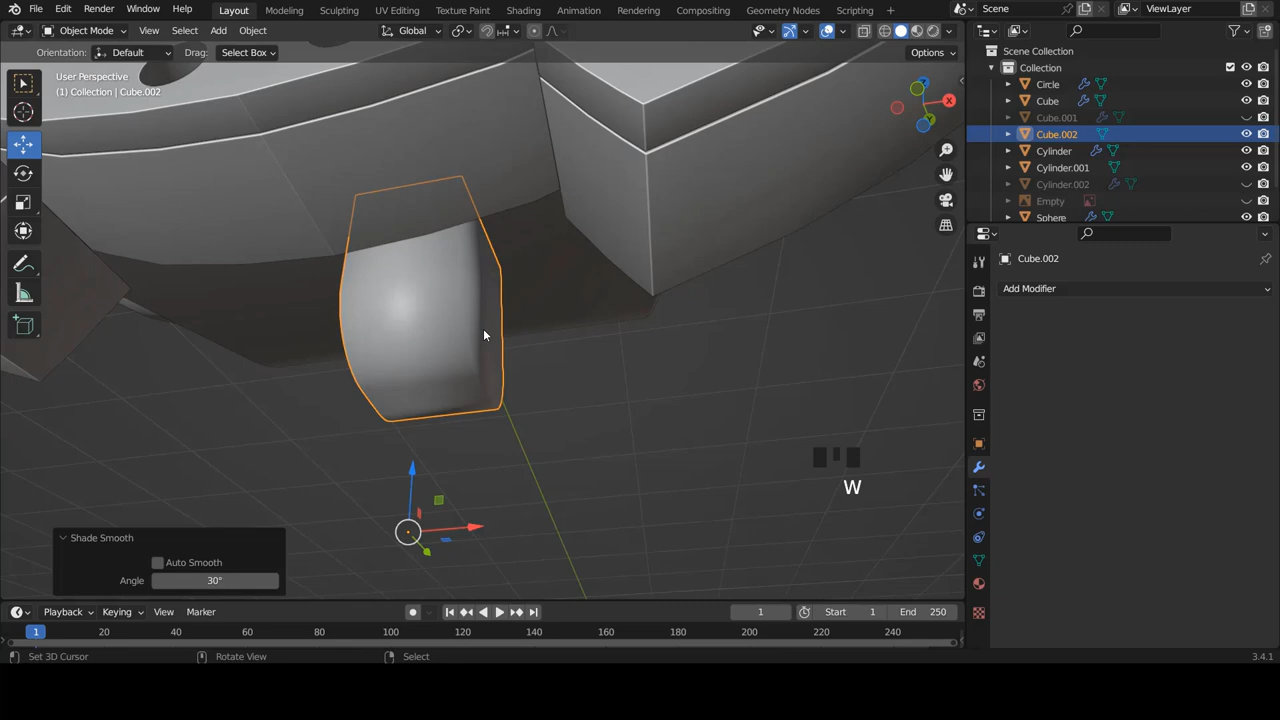 File Edit Render Window Help Layout Modeling Sculpting UV Editing Texture Paint Shading Animation Rendering Compositing Geometry Nodes Scripting Scene ViewLayer
Object Mode View Select Add Object Global
Orientation: Default Drag: Select Box Options
User Perspective
(1) Collection | Cube.002
X
Scene Collection
Collection
Circle
Cube
Cube.001
Cube.002
Cylinder
Cylinder.001
Cylinder.002
Empty
Sphere
Cube.002
Add Modifier
W
Shade Smooth
Auto Smooth
Angle 30°
Playback Keying View Marker 1 Start 1 End 250
1 20 40 60 80 100 120 140 160 180 200 220 240
Set 3D Cursor Rotate View Select 3.4.1